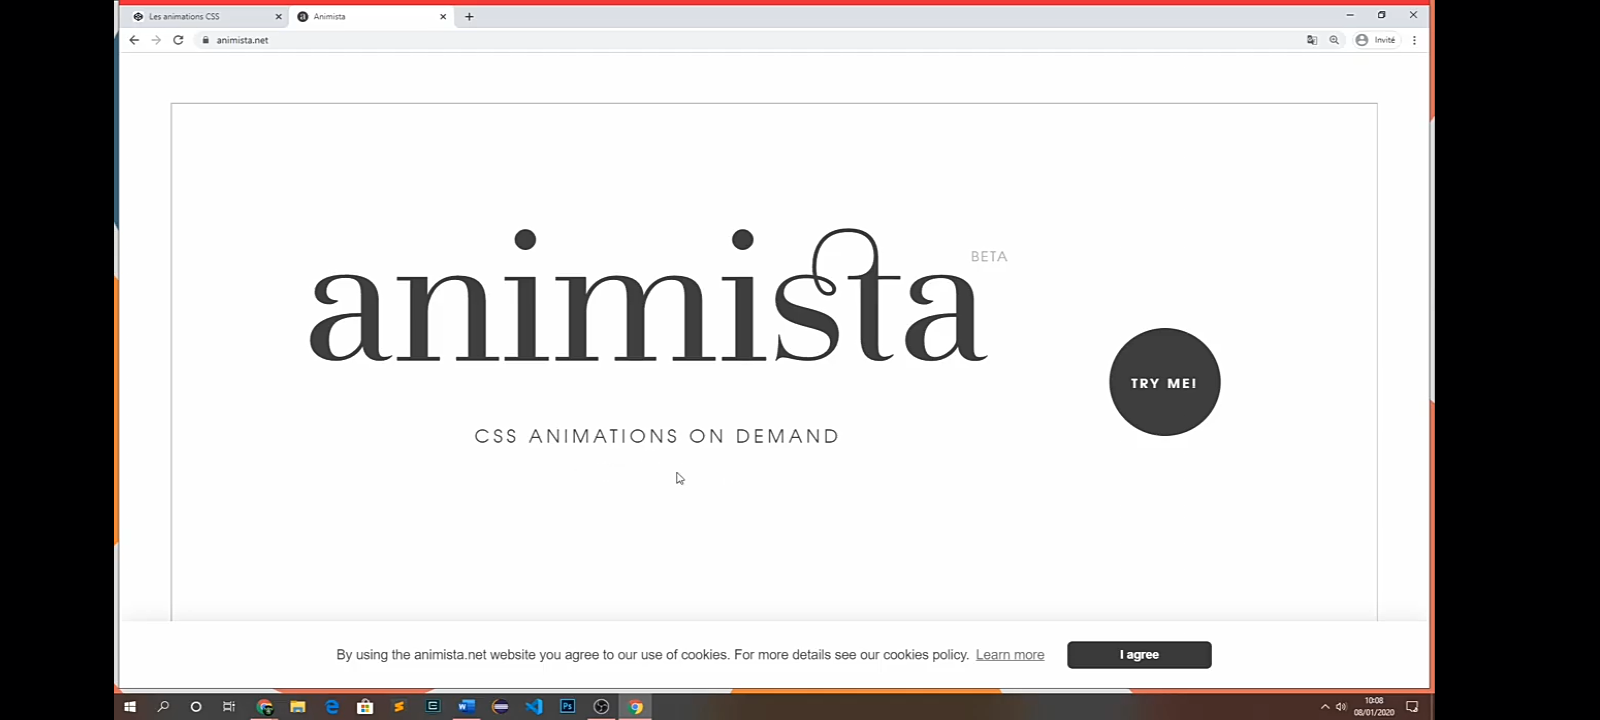 Les animations CSS
Animista
animista.net
Invité
animista
BETA
TRY ME!
CSS ANIMATIONS ON DEMAND
By using the animista.net website you agree to our use of cookies. For more details see our cookies policy. Learn more
I agree
10:08
08/01/2020